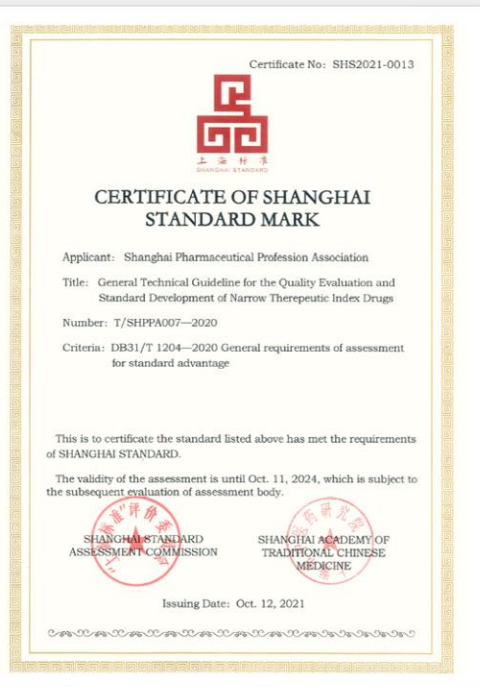 Certificate No: SHS2021-0013
上海标准
SHANGHAI STANDARD
CERTIFICATE OF SHANGHAI
STANDARD MARK
Applicant: Shanghai Pharmaceutical Profession Association
Title: General Technical Guideline for the Quality Evaluation and
Standard Development of Narrow Therepeutic Index Drugs
Number: T/SHPPA007—2020
Criteria: DB31/T 1204—2020 General requirements of assessment
for standard advantage
This is to certificate the standard listed above has met the requirements
of SHANGHAI STANDARD.
The validity of the assessment is until Oct. 11, 2024, which is subject to
the subsequent evaluation of assessment body.
SHANGHAI STANDARD
ASSESSMENT COMMISSION
SHANGHAI ACADEMY OF
TRADITIONAL CHINESE
MEDICINE
Issuing Date: Oct. 12, 2021